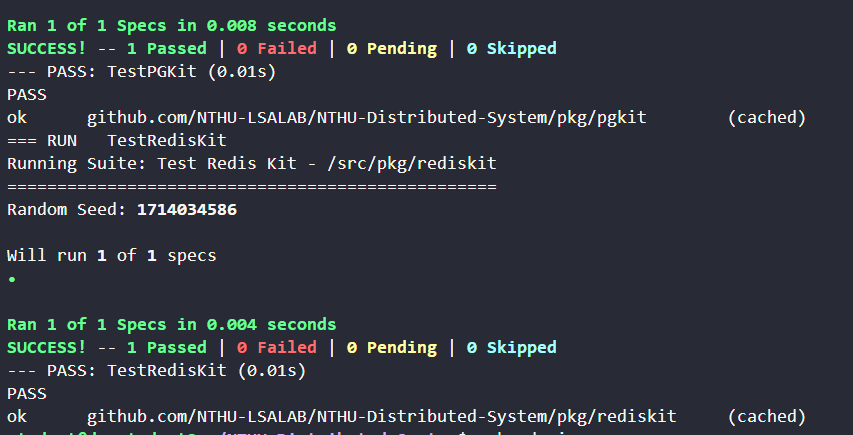 Ran 1 of 1 Specs in 0.008 seconds
SUCCESS! -- 1 Passed | 0 Failed | 0 Pending | 0 Skipped
--- PASS: TestPGKit (0.01s)
PASS
ok      github.com/NTHU-LSALAB/NTHU-Distributed-System/pkg/pgkit        (cached)
=== RUN   TestRedisKit
Running Suite: Test Redis Kit - /src/pkg/rediskit
=================================================
Random Seed: 1714034586
Will run 1 of 1 specs
•
Ran 1 of 1 Specs in 0.004 seconds
SUCCESS! -- 1 Passed | 0 Failed | 0 Pending | 0 Skipped
--- PASS: TestRedisKit (0.01s)
PASS
ok      github.com/NTHU-LSALAB/NTHU-Distributed-System/pkg/rediskit     (cached)